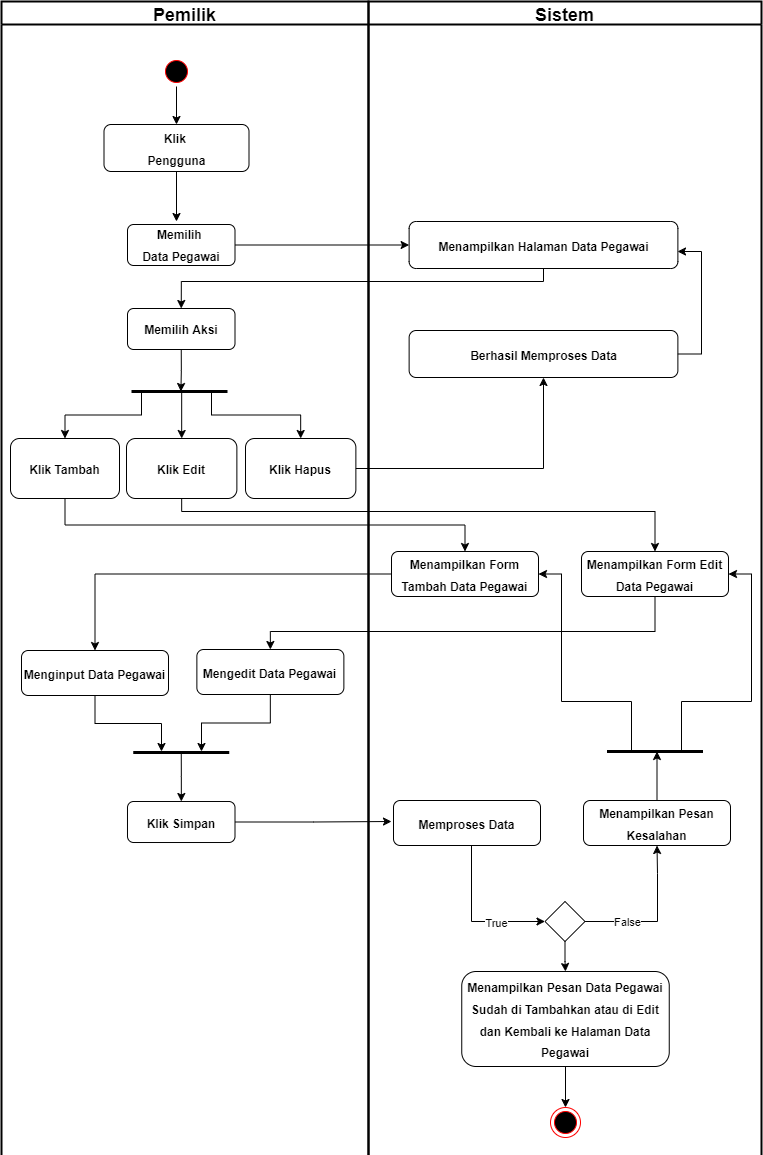 Pemilik
Sistem
Klik
Pengguna
Memilih
Data Pegawai
Menampilkan Halaman Data Pegawai
Memilih Aksi
Berhasil Memproses Data
Klik Tambah
Klik Edit
Klik Hapus
Menampilkan Form
Tambah Data Pegawai
Menampilkan Form Edit
Data Pegawai
Menginput Data Pegawai
Mengedit Data Pegawai
Klik Simpan
Memproses Data
Menampilkan Pesan
Kesalahan
True
False
Menampilkan Pesan Data Pegawai
Sudah di Tambahkan atau di Edit
dan Kembali ke Halaman Data
Pegawai